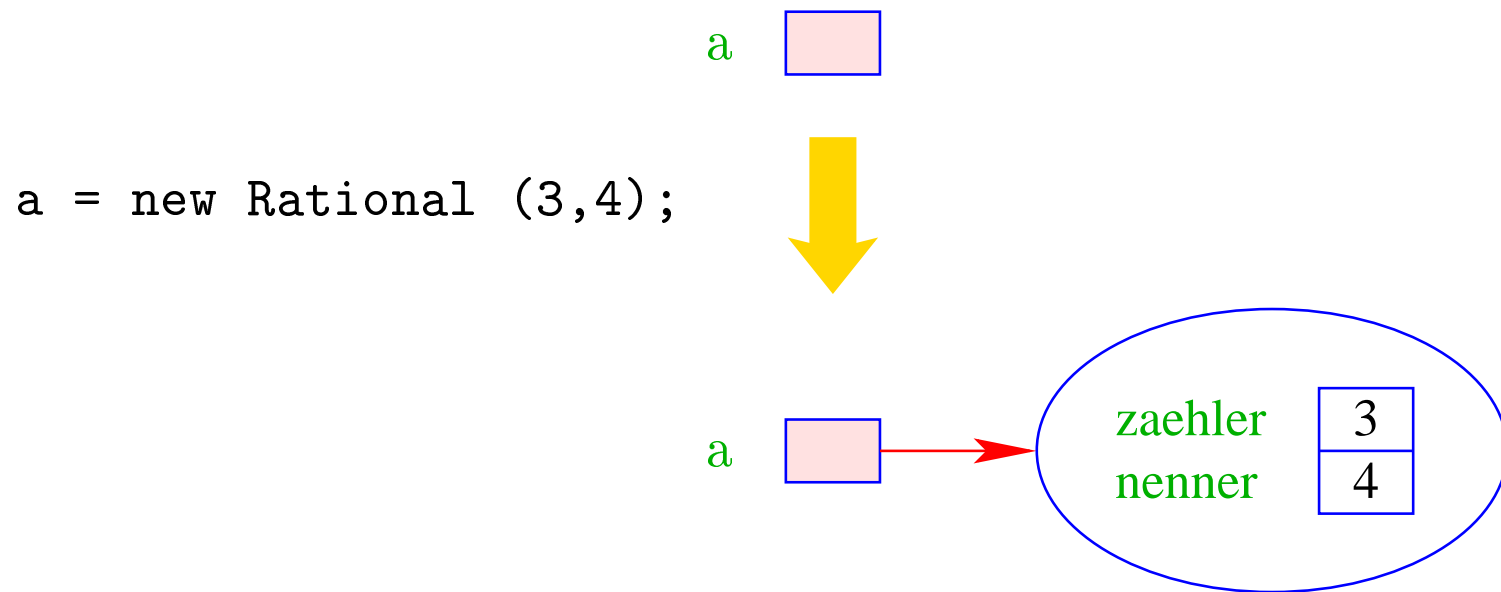 a
a = new Rational (3,4);
a
zaehler 3
nenner 4